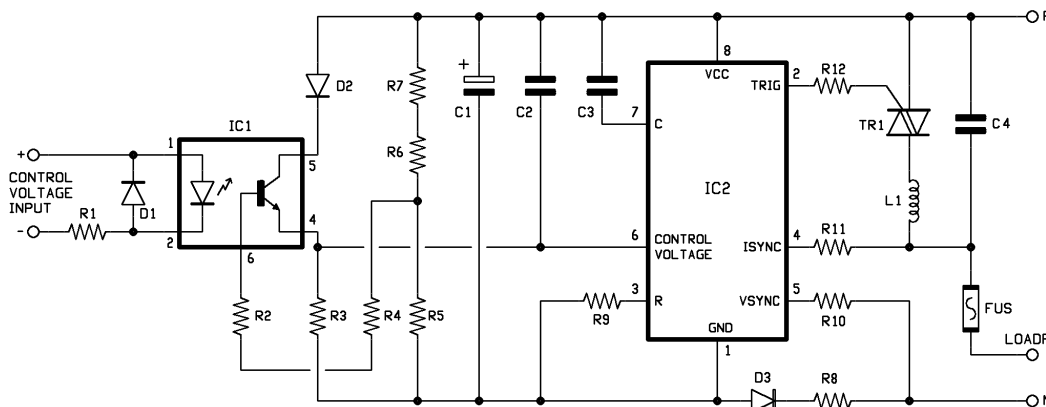 P
8
VCC
2
R12
TRIG
D2
R7
+
C1
C2
C3
7
C
TR1
C4
IC1
R6
1
5
+
CONTROL
VOLTAGE
INPUT
R1
D1
-
2
4
6
IC2
L1
6
CONTROL
VOLTAGE
ISYNC
4
R11
3
R
VSYNC
5
R2
R3
R4
R5
R9
R10
FUS
GND
1
LOADP
D3
R8
N